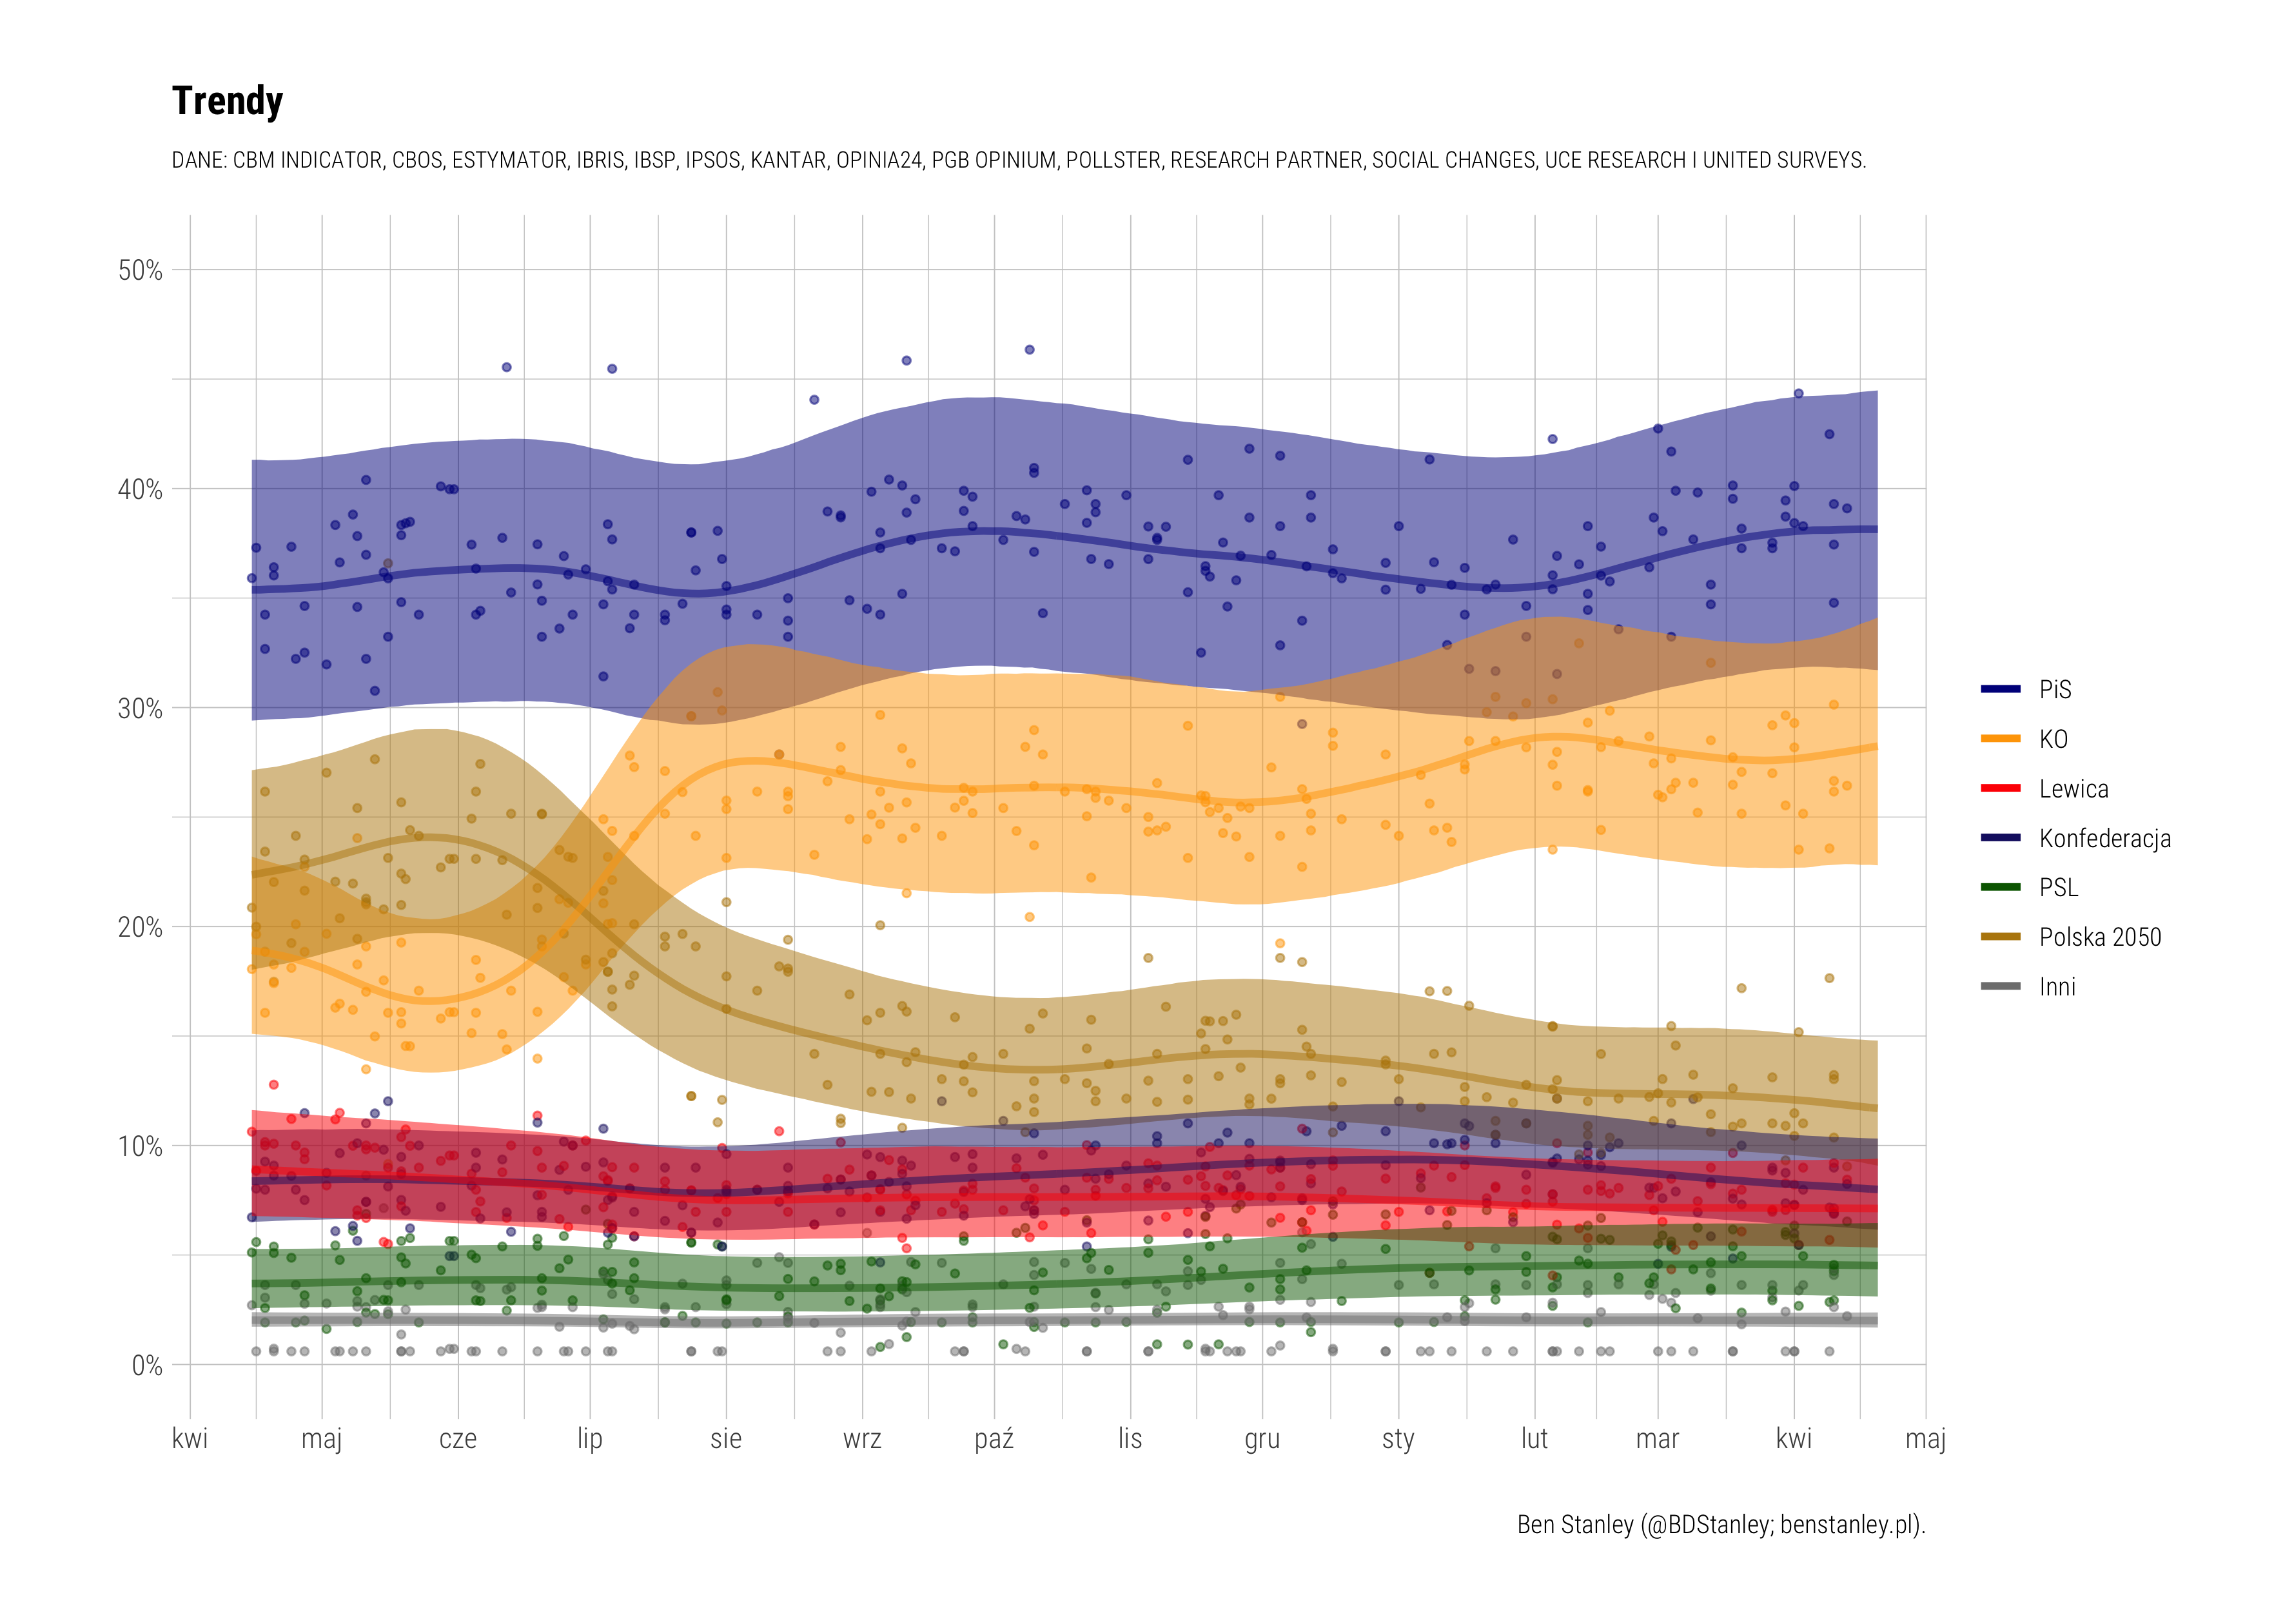 Trendy
DANE: CBM INDICATOR, CBOS, ESTYMATOR, IBRIS, IBSP, IPSOS, KANTAR, OPINIA24, PGB OPINIUM, POLLSTER, RESEARCH PARTNER, SOCIAL CHANGES, UCE RESEARCH I UNITED SURVEYS.
50%
40%
30%
20%
10%
0%
kwi maj cze lip sie wrz paź lis gru sty lut mar kwi maj
PiS
KO
Lewica
Konfederacja
PSL
Polska 2050
Inni
Ben Stanley (@BDStanley; benstanley.pl).